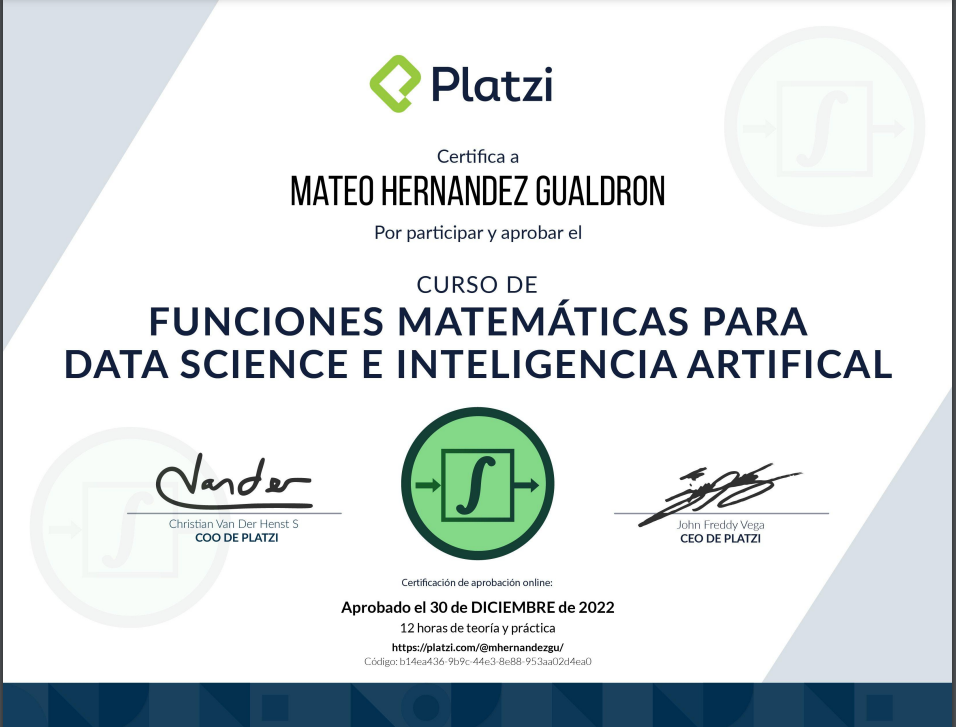 Platzi
Certifica a
MATEO HERNANDEZ GUALDRON
Por participar y aprobar el
CURSO DE
FUNCIONES MATEMÁTICAS PARA
DATA SCIENCE E INTELIGENCIA ARTIFICAL
Vander
Christian Van Der Henst S
COO DE PLATZI
John Freddy Vega
CEO DE PLATZI
Certificación de aprobación online:
Aprobado el 30 de DICIEMBRE de 2022
12 horas de teoría y práctica
https://platzi.com/@mhernandezgu/
Código: b14ea436-9b9c-44e3-8e88-953aa02d4ea0